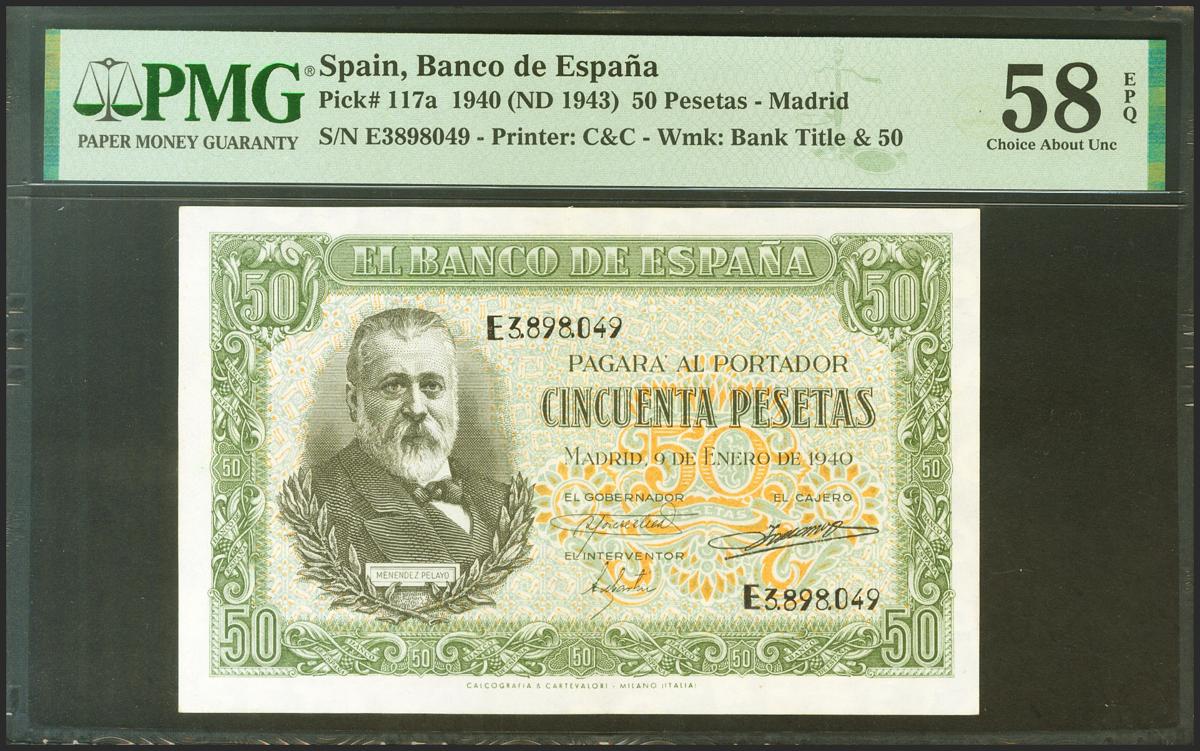 PMG®
PAPER MONEY GUARANTY
Spain, Banco de España
Pick# 117a 1940 (ND 1943) 50 Pesetas - Madrid
S/N E3898049 - Printer: C&C - Wmk: Bank Title & 50
58
EPQ
Choice About Unc
50
EL BANCO DE ESPAÑA
50
E3.898.049
PAGARA' AL PORTADOR
CINCUENTA PESETAS
50
MADRID, 9 DE ENERO DE 1940
50
50
EL GOBERNADOR
EL CAJERO
EL INTERVENTOR
MENENDEZ PELAYO
E3.898.049
50
50
50
50
50
CALCOGRAFIA & CARTEVALORI - MILANO (ITALIA)